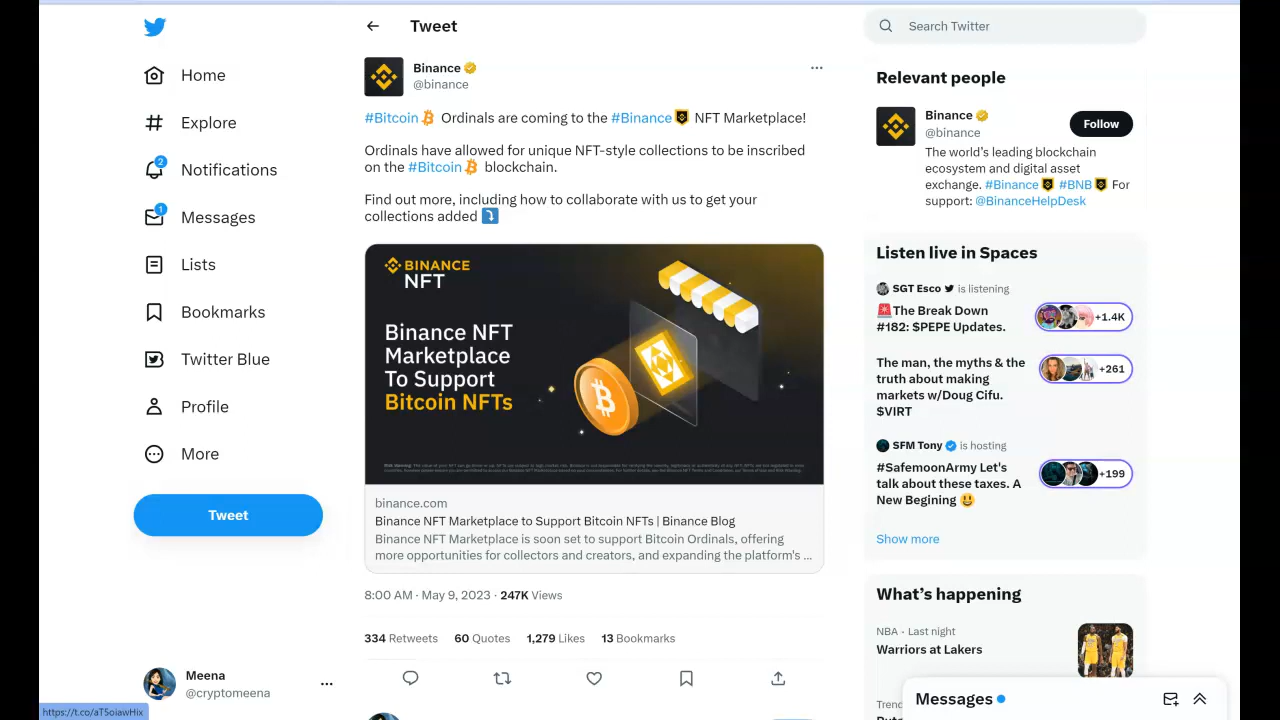 Home
Explore
2
Notifications
1
Messages
Lists
Bookmarks
Twitter Blue
Profile
More
Tweet
Meena
@cryptomeena
https://t.co/aT5oiawHix
Tweet
Binance
@binance
#Bitcoin Ordinals are coming to the #Binance NFT Marketplace!
Ordinals have allowed for unique NFT-style collections to be inscribed
on the #Bitcoin blockchain.
Find out more, including how to collaborate with us to get your
collections added ⤵️
BINANCE
NFT
Binance NFT
Marketplace
To Support
Bitcoin NFTs
binance.com
Binance NFT Marketplace to Support Bitcoin NFTs | Binance Blog
Binance NFT Marketplace is soon set to support Bitcoin Ordinals, offering
more opportunities for collectors and creators, and expanding the platform's ...
8:00 AM · May 9, 2023 · 247K Views
334 Retweets 60 Quotes 1,279 Likes 13 Bookmarks
Search Twitter
Relevant people
Binance
@binance
Follow
The world's leading blockchain
ecosystem and digital asset
exchange. #Binance #BNB For
support: @BinanceHelpDesk
Listen live in Spaces
SGT Esco is listening
🚨The Break Down
#182: $PEPE Updates.
+1.4K
The man, the myths & the
truth about making
markets w/Doug Cifu.
$VIRT
+261
SFM Tony is hosting
#SafemoonArmy Let's
talk about these taxes. A
New Begining 😃
+199
Show more
What's happening
NBA · Last night
Warriors at Lakers
Messages